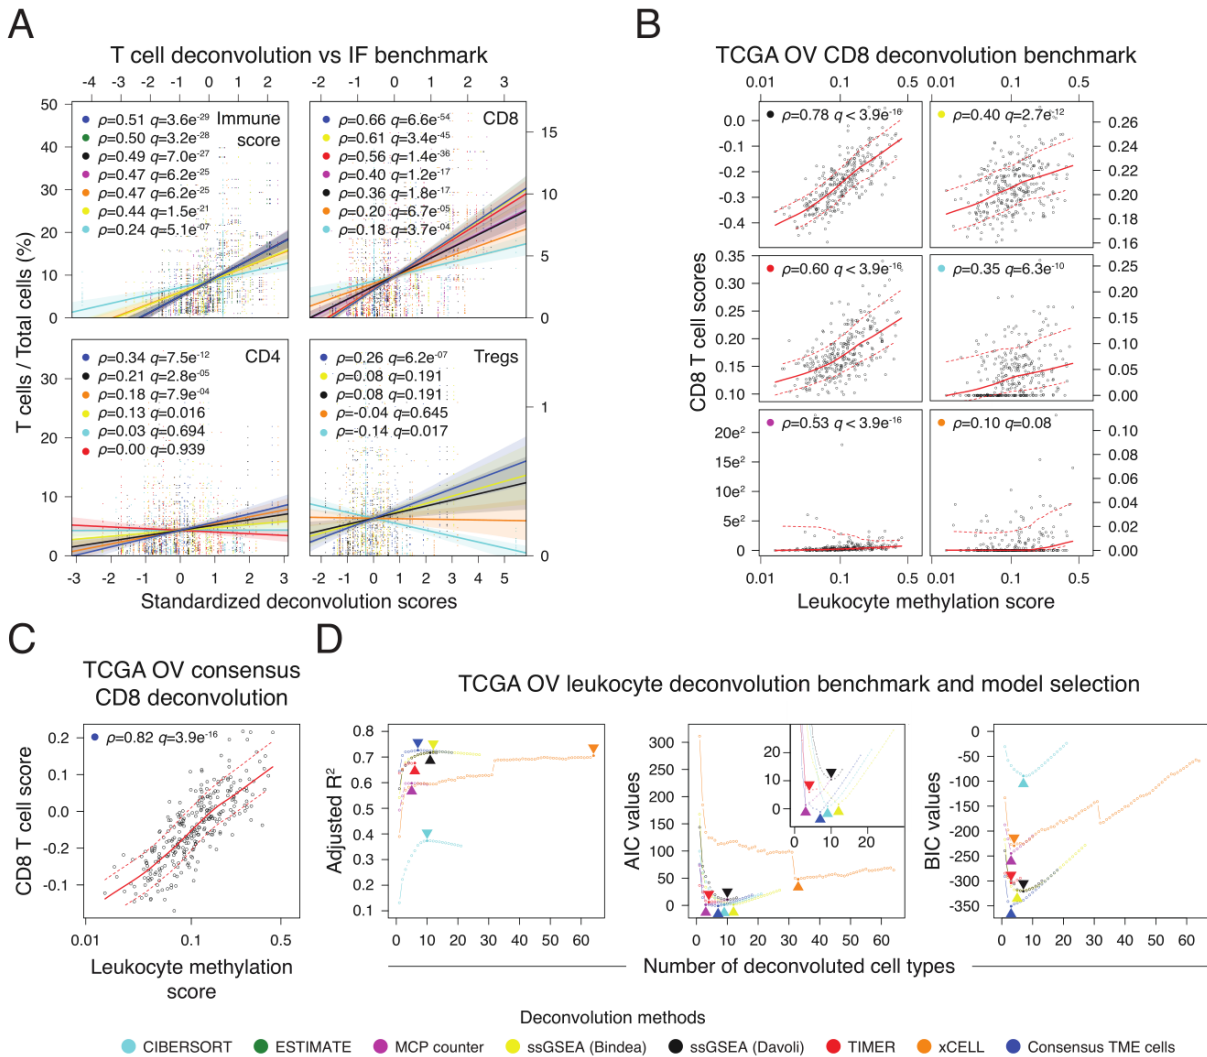 A
T cell deconvolution vs IF benchmark
-4 -3 -2 -1 0 1 2
-1 0 1 2 3
50
40
30
20
10
0
ρ=0.51 q=3.6e-29
ρ=0.50 q=3.2e-28
ρ=0.49 q=7.0e-27
ρ=0.47 q=6.2e-25
ρ=0.47 q=6.2e-25
ρ=0.44 q=1.5e-21
ρ=0.24 q=5.1e-07
Immune
score
ρ=0.66 q=6.6e-54
ρ=0.61 q=3.4e-45
ρ=0.56 q=1.4e-36
ρ=0.40 q=1.2e-17
ρ=0.36 q=1.8e-17
ρ=0.20 q=6.7e-05
ρ=0.18 q=3.7e-04
CD8
15
10
5
0
T cells / Total cells (%)
30
20
10
0
ρ=0.34 q=7.5e-12
ρ=0.21 q=2.8e-05
ρ=0.18 q=7.9e-04
ρ=0.13 q=0.016
ρ=0.03 q=0.694
ρ=0.00 q=0.939
CD4
ρ=0.26 q=6.2e-07
ρ=0.08 q=0.191
ρ=0.08 q=0.191
ρ=-0.04 q=0.645
ρ=-0.14 q=0.017
Tregs
1
0
-3 -2 -1 0 1 2 3
-2 -1 0 1 2 3 4 5
Standardized deconvolution scores
B
TCGA OV CD8 deconvolution benchmark
0.01 0.1 0.5
0.01 0.1 0.5
0.0
-0.1
-0.2
-0.3
-0.4
ρ=0.78 q < 3.9e-16
ρ=0.40 q=2.7e-12
0.26
0.24
0.22
0.20
0.18
0.16
CD8 T cell scores
0.35
0.30
0.25
0.20
0.15
0.10
ρ=0.60 q < 3.9e-16
ρ=0.35 q=6.3e-10
0.25
0.20
0.15
0.10
0.05
0.00
20e²
15e²
10e²
5e²
0
ρ=0.53 q < 3.9e-16
ρ=0.10 q=0.08
0.10
0.08
0.06
0.04
0.02
0.00
0.01 0.1 0.5
0.01 0.1 0.5
Leukocyte methylation score
C
TCGA OV consensus
CD8 deconvolution
CD8 T cell score
0.2
0.1
0.0
-0.2
-0.1
ρ=0.82 q=3.9e-16
0.01 0.1 0.5
Leukocyte methylation
score
D
TCGA OV leukocyte deconvolution benchmark and model selection
Adjusted R²
0.8
0.7
0.6
0.5
0.4
0.3
0.2
0.1
0 10 20 30 40 50 60
AIC values
300
250
200
150
100
50
0
20
10
0
0 10 20
0 10 20 30 40 50 60
BIC values
0
-50
-100
-150
-200
-250
-300
-350
0 10 20 30 40 50 60
Number of deconvoluted cell types
Deconvolution methods
CIBERSORT ESTIMATE MCP counter ssGSEA (Bindea) ssGSEA (Davoli) TIMER xCELL Consensus TME cells